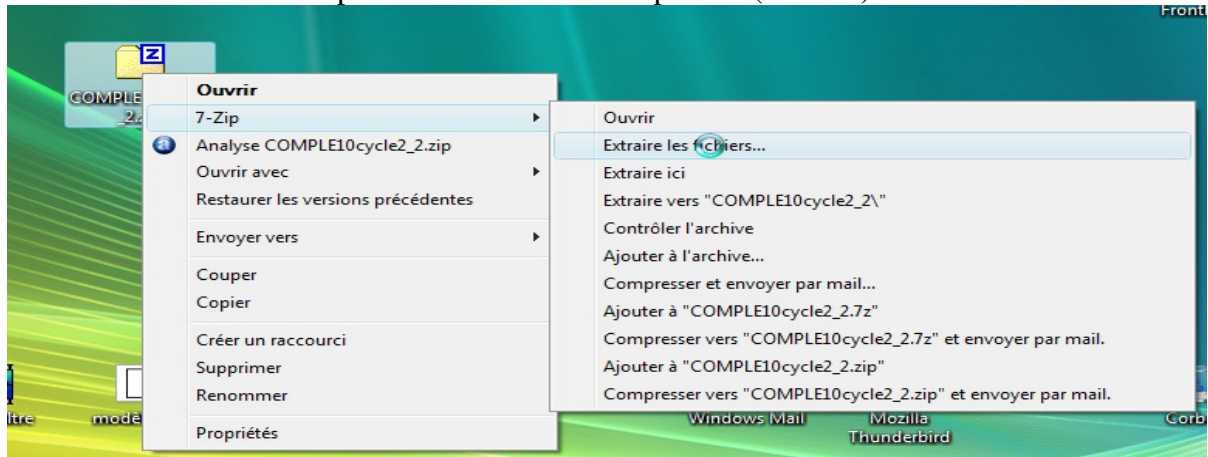 Front
COMPLE
_2.
Ouvrir
7-Zip
Analyse COMPLE10cycle2_2.zip
Ouvrir avec
Restaurer les versions précédentes
Envoyer vers
Couper
Copier
Créer un raccourci
Supprimer
Renommer
Propriétés
Ouvrir
Extraire les fichiers...
Extraire ici
Extraire vers "COMPLE10cycle2_2\"
Contrôler l'archive
Ajouter à l'archive...
Compresser et envoyer par mail...
Ajouter à "COMPLE10cycle2_2.7z"
Compresser vers "COMPLE10cycle2_2.7z" et envoyer par mail.
Ajouter à "COMPLE10cycle2_2.zip"
Compresser vers "COMPLE10cycle2_2.zip" et envoyer par mail.
ltre
modè
Windows Mail
Mozilla
Thunderbird
Corb